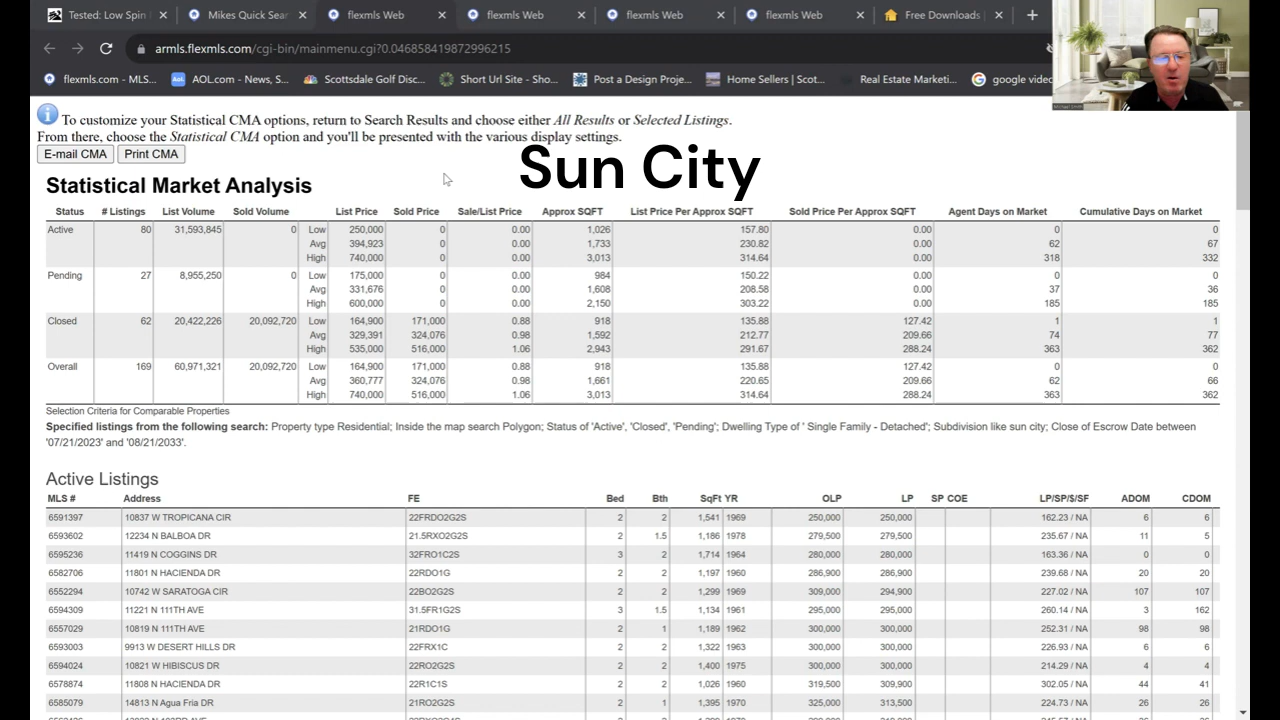 Tested: Low Spin
Mikes Quick Sear
flexmls Web
flexmls Web
flexmls Web
flexmls Web
Free Downloads
armls.flexmls.com/cgi-bin/mainmenu.cgi?0.046858419872996215
flexmls.com - MLS...
AOL.com - News, S...
Scottsdale Golf Disc...
Short Url Site - Sho...
Post a Design Proje...
Home Sellers | Scot...
Real Estate Marketi...
google video
To customize your Statistical CMA options, return to Search Results and choose either All Results or Selected Listings.
From there, choose the Statistical CMA option and you'll be presented with the various display settings.
E-mail CMA Print CMA
Sun City
Statistical Market Analysis
Status # Listings List Volume Sold Volume List Price Sold Price Sale/List Price Approx SQFT List Price Per Approx SQFT Sold Price Per Approx SQFT Agent Days on Market Cumulative Days on Market
Active 80 31,593,845 0 Low 250,000 0 0.00 1,026 157.80 0.00 0 0
Avg 394,923 0 0.00 1,733 230.82 0.00 62 67
High 740,000 0 0.00 3,013 314.64 0.00 318 332
Pending 27 8,955,250 0 Low 175,000 0 0.00 984 150.22 0.00 0 0
Avg 331,676 0 0.00 1,608 208.58 0.00 37 36
High 600,000 0 0.00 2,150 303.22 0.00 185 185
Closed 62 20,422,226 20,092,720 Low 164,900 171,000 0.88 918 135.88 127.42 1 1
Avg 329,391 324,076 0.98 1,592 212.77 209.66 74 77
High 535,000 516,000 1.06 2,943 291.67 288.24 363 362
Overall 169 60,971,321 20,092,720 Low 164,900 171,000 0.88 918 135.88 127.42 0 0
Avg 360,777 324,076 0.98 1,661 220.65 209.66 62 66
High 740,000 516,000 1.06 3,013 314.64 288.24 363 362
Selection Criteria for Comparable Properties
Specified listings from the following search: Property type Residential; Inside the map search Polygon; Status of 'Active', 'Closed', 'Pending'; Dwelling Type of ' Single Family - Detached'; Subdivision like sun city; Close of Escrow Date between
'07/21/2023' and '08/21/2033'.
Active Listings
MLS # Address FE Bed Bth SqFt YR OLP LP SP COE LP/SP/$/SF ADOM CDOM
6591397 10837 W TROPICANA CIR 22FRDO2G2S 2 2 1,541 1969 250,000 250,000 162.23 / NA 6 6
6593602 12234 N BALBOA DR 21.5RXO2G2S 2 1.5 1,186 1978 279,500 279,500 235.67 / NA 11 5
6595236 11419 N COGGINS DR 32FRO1C2S 3 2 1,714 1964 280,000 280,000 163.36 / NA 0 0
6582706 11801 N HACIENDA DR 22RDO1G 2 2 1,197 1960 286,900 286,900 239.68 / NA 20 20
6552294 10742 W SARATOGA CIR 22BO2G2S 2 2 1,299 1969 309,000 294,900 227.02 / NA 107 107
6594309 11221 N 111TH AVE 31.5FR1G2S 3 1.5 1,134 1961 295,000 295,000 260.14 / NA 3 162
6557029 10819 N 111TH AVE 21RDO1G 2 1 1,189 1962 300,000 300,000 252.31 / NA 98 98
6593003 9913 W DESERT HILLS DR 22FRX1C 2 2 1,322 1963 300,000 300,000 226.93 / NA 6 6
6594024 10821 W HIBISCUS DR 22RO2G2S 2 2 1,400 1975 300,000 300,000 214.29 / NA 4 4
6578874 11808 N HACIENDA DR 22R1C1S 2 2 1,026 1960 319,500 309,900 302.05 / NA 44 41
6585079 14813 N Agua Fria DR 21RO2G2S 2 1 1,395 1970 325,000 313,500 224.73 / NA 26 26